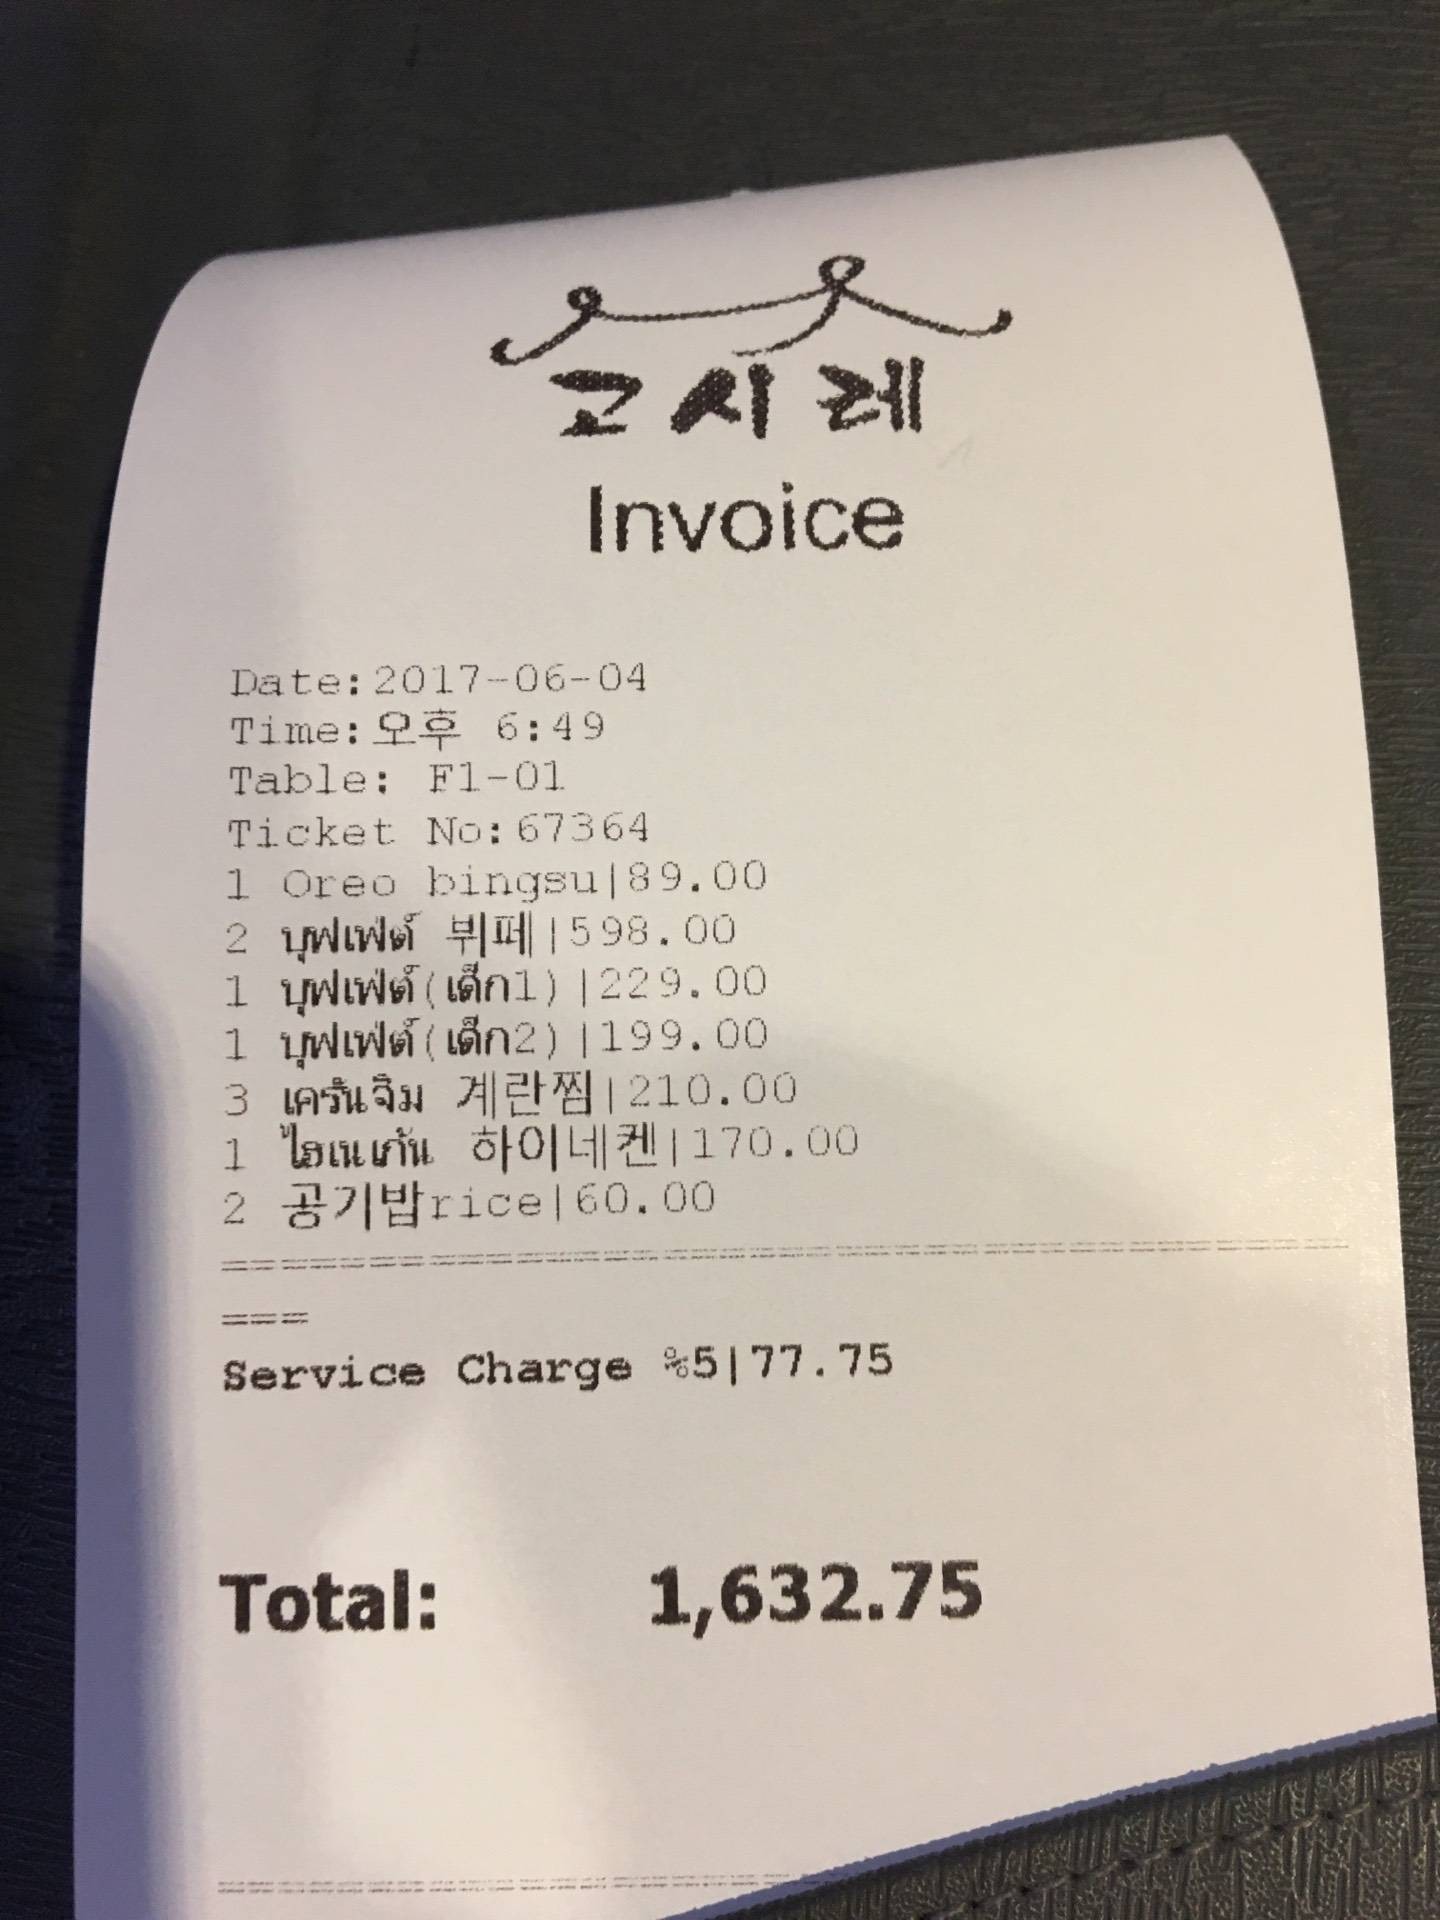 고시레
Invoice
Date:2017-06-04
Time:오후 6:49
Table: F1-01
Ticket No:67364
1 Oreo bingsu|89.00
2 บุฟเฟ่ต์ 뷔페|598.00
1 บุฟเฟ่ต์(เด็ก1)|229.00
1 บุฟเฟ่ต์(เด็ก2)|199.00
3 เครันจิม 계란찜|210.00
1 ไฮเนเก้น 하이네켄|170.00
2 공기밥rice|60.00
===
Service Charge %5|77.75
Total: 1,632.75